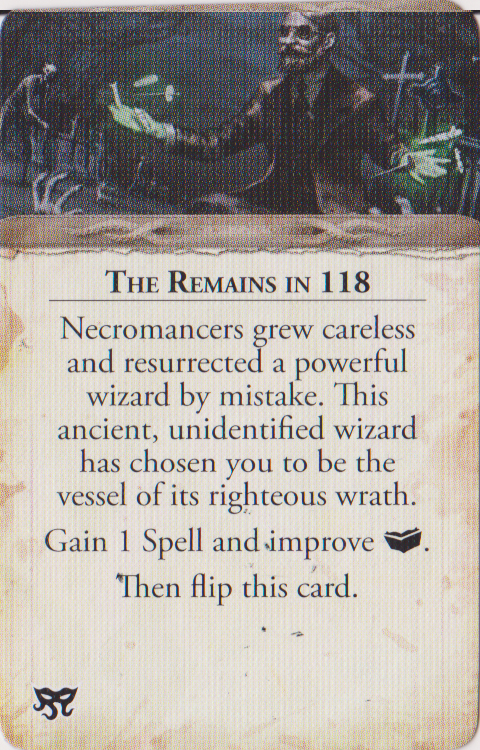 The Remains in 118
Necromancers grew careless
and resurrected a powerful
wizard by mistake. This
ancient, unidentified wizard
has chosen you to be the
vessel of its righteous wrath.
Gain 1 Spell and improve .
Then flip this card.